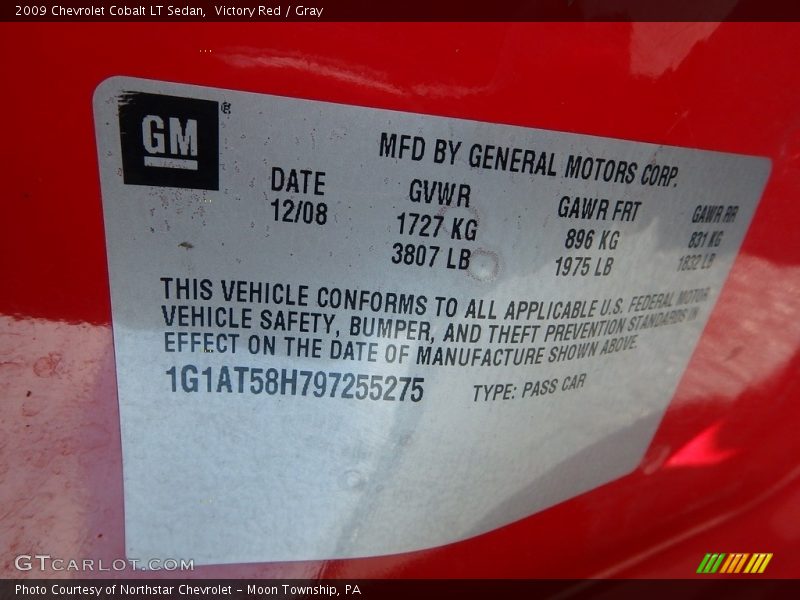 2009 Chevrolet Cobalt LT Sedan, Victory Red / Gray
GM ®
MFD BY GENERAL MOTORS CORP.
DATE GVWR GAWR FRT GAWR RR
12/08 1727 KG 896 KG 831 KG
3807 LB 1975 LB 1832 LB
THIS VEHICLE CONFORMS TO ALL APPLICABLE U.S. FEDERAL MOTOR
VEHICLE SAFETY, BUMPER, AND THEFT PREVENTION STANDARDS IN
EFFECT ON THE DATE OF MANUFACTURE SHOWN ABOVE.
1G1AT58H797255275 TYPE: PASS CAR
GTCARLOT.COM
Photo Courtesy of Northstar Chevrolet - Moon Township, PA